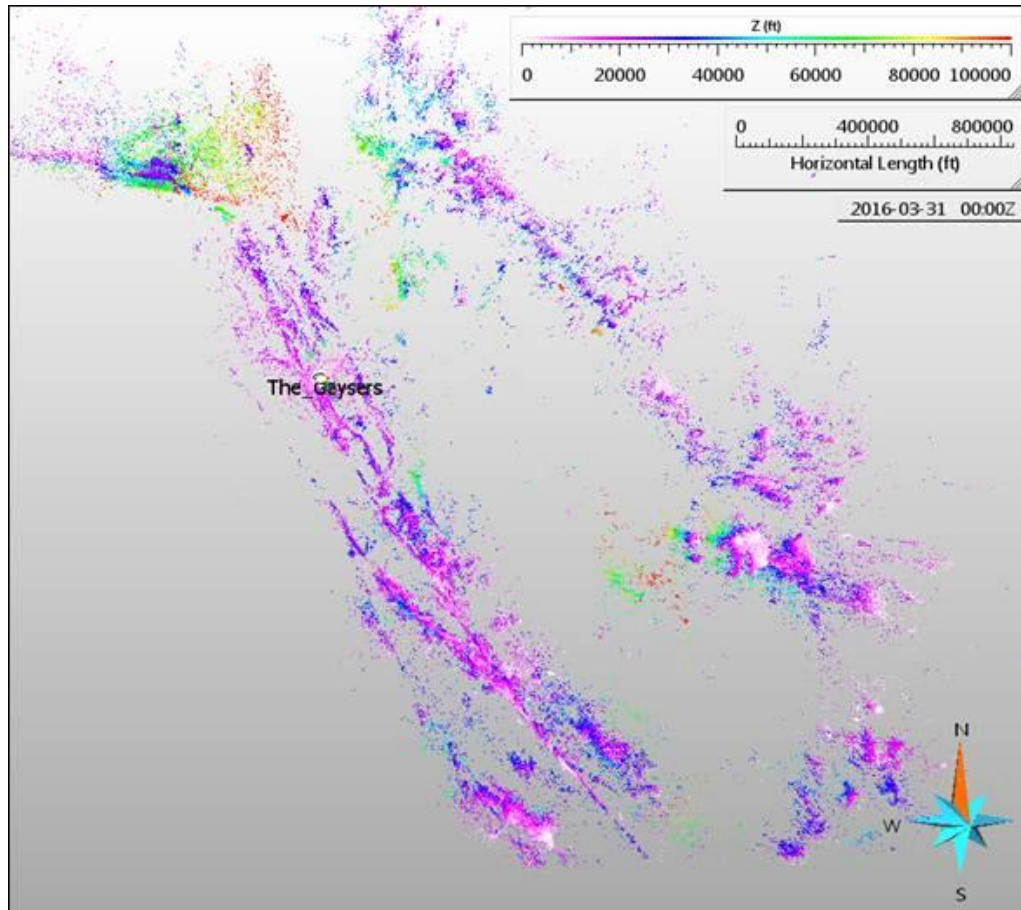 Z (ft)
0 20000 40000 60000 80000 100000
0 400000 800000
Horizontal Length (ft)
2016-03-31 00:00Z
The_Geysers
N
W
S